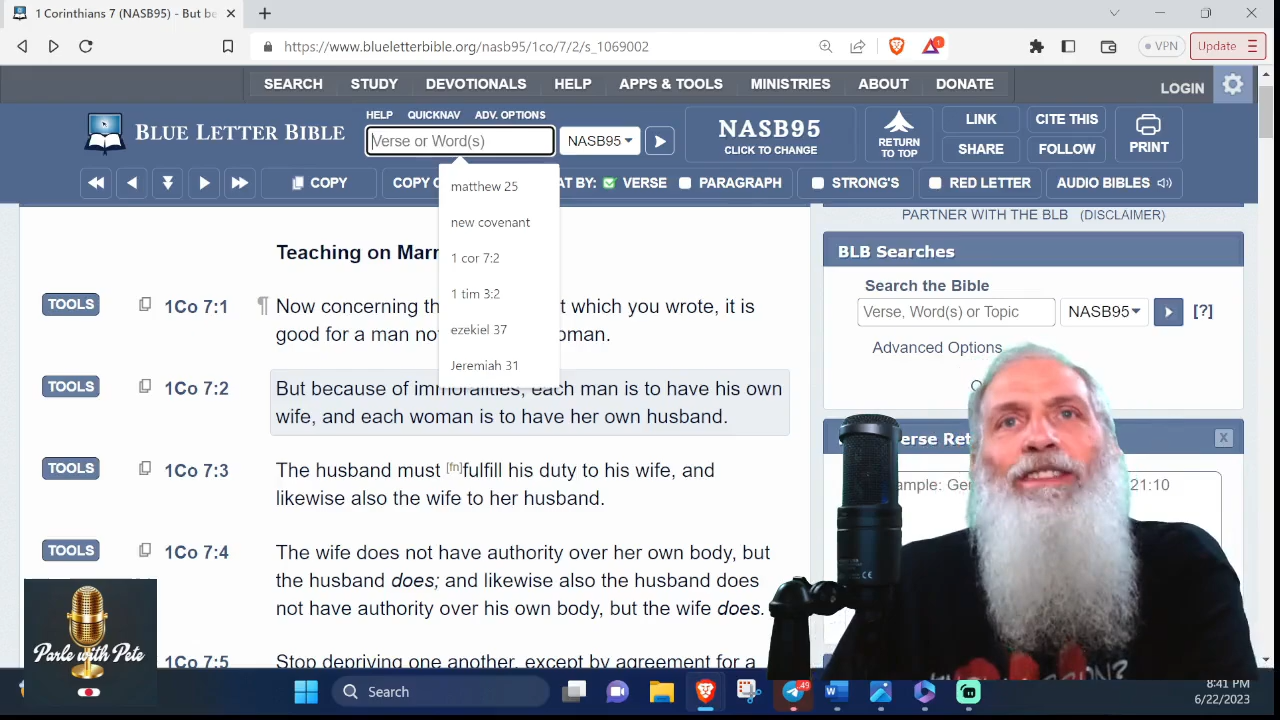 1 Corinthians 7 (NASB95) - But be
https://www.blueletterbible.org/nasb95/1co/7/2/s_1069002
1
VPN
Update
SEARCH STUDY DEVOTIONALS HELP APPS & TOOLS MINISTRIES ABOUT DONATE
LOGIN
BLUE LETTER BIBLE
HELP QUICKNAV ADV. OPTIONS
Verse or Word(s)
NASB95
NASB95
CLICK TO CHANGE
RETURN
TO TOP
LINK
CITE THIS
SHARE
FOLLOW
PRINT
COPY
COPY
AT BY: VERSE
PARAGRAPH
STRONG'S
RED LETTER
AUDIO BIBLES
matthew 25
new covenant
1 cor 7:2
1 tim 3:2
ezekiel 37
Jeremiah 31
Teaching on Mar
TOOLS 1Co 7:1 ¶ Now concerning th which you wrote, it is
good for a man no
TOOLS 1Co 7:2 But because of immoralities, each man is to have his own
wife, and each woman is to have her own husband.
TOOLS 1Co 7:3 The husband must [fn]fulfill his duty to his wife, and
likewise also the wife to her husband.
TOOLS 1Co 7:4 The wife does not have authority over her own body, but
the husband does; and likewise also the husband does
not have authority over his own body, but the wife does.
1Co 7:5 Stop depriving one another, except by agreement for a
PARTNER WITH THE BLB (DISCLAIMER)
BLB Searches
Search the Bible
Verse, Word(s) or Topic
NASB95
[?]
Advanced Options
erse Ret
X
ample: Ge
21:10
Parle with Pete
Search
49
8:41 PM
6/22/2023